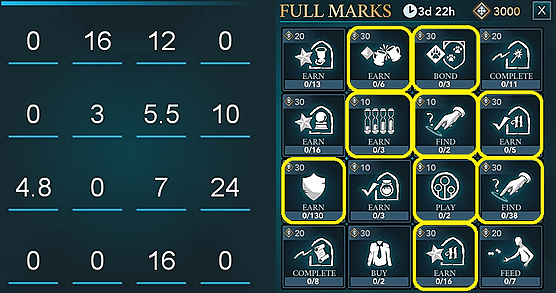 0 16 12 0
0 3 5.5 10
4.8 0 7 24
0 0 16 0
FULL MARKS 3d 22h 3000 X
20 30 30 20
EARN EARN BOND COMPLETE
0/13 0/6 0/3 0/11
30 10 10 30
EARN EARN FIND EARN
0/16 0/3 0/2 0/5
30 10 10 30
EARN EARN PLAY FIND
0/130 0/3 0/2 0/38
20 30 30 20
COMPLETE BUY EARN FEED
0/8 0/2 0/16 0/7